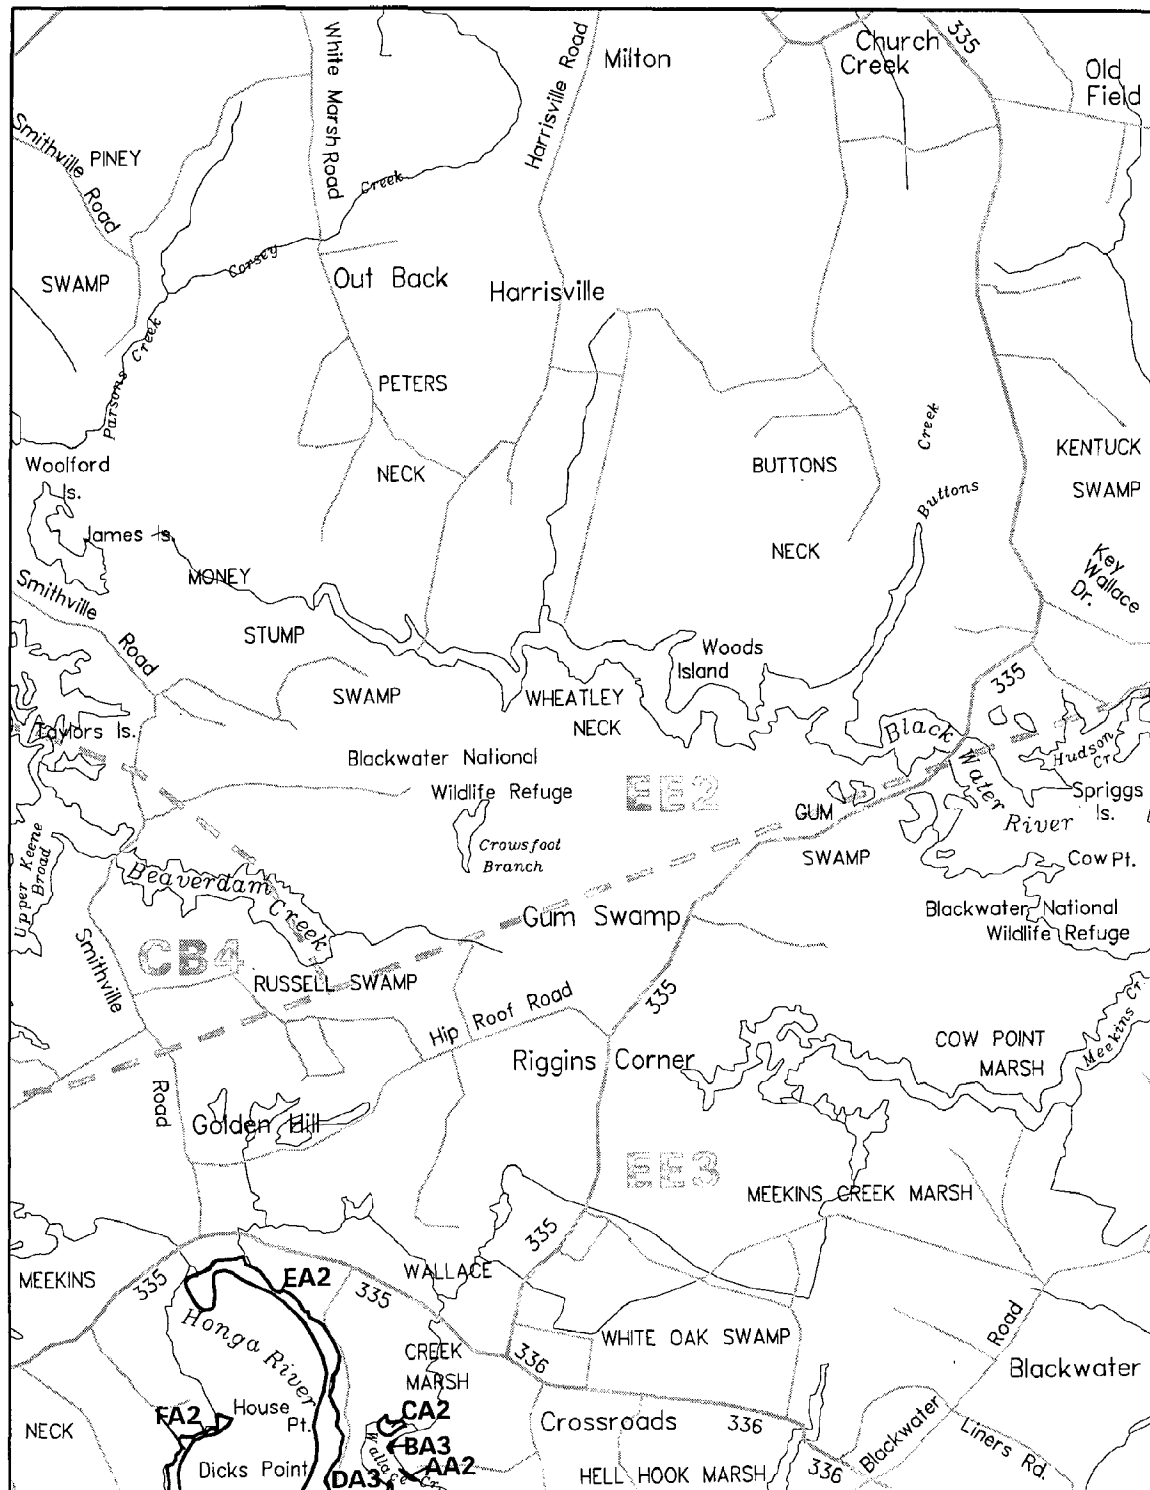 White Marsh Road
Harrisville Road
Milton
Church
Creek
335
Old
Field
Smithville Road
PINEY
Creek
Corsey
SWAMP
Out Back
Harrisville
Parsons Creek
PETERS
NECK
Woolford
Is.
BUTTONS
NECK
Creek
Buttons
KENTUCK
SWAMP
James Is.
MONEY
STUMP
SWAMP
Key
Wallace
Dr.
Smithville
Road
Woods
Island
WHEATLEY
NECK
335
Taylors Is.
Black
Water
River
Hudson
Cr
Blackwater National
Wildlife Refuge
EE2
GUM
SWAMP
Spriggs
Is.
Cow Pt.
Upper Keene
Broad
Crowsfoot
Branch
Beaverdam
Creek
Gum Swamp
Blackwater National
Wildlife Refuge
CB4
Smithville
Road
RUSSELL SWAMP
335
Hip Roof Road
Riggins Corner
COW POINT
MARSH
Meekins Cr.
Golden Hill
EE3
MEEKINS CREEK MARSH
335
MEEKINS
335
EA2
335
WALLACE
CREEK
MARSH
Honga River
WHITE OAK SWAMP
336
Road
Blackwater
NECK
FA2
House
Pt.
CA2
BA3
AA2
DA3
Wallace Cr
Crossroads
336
Blackwater
Liners Rd.
Dicks Point
HELL HOOK MARSH
336